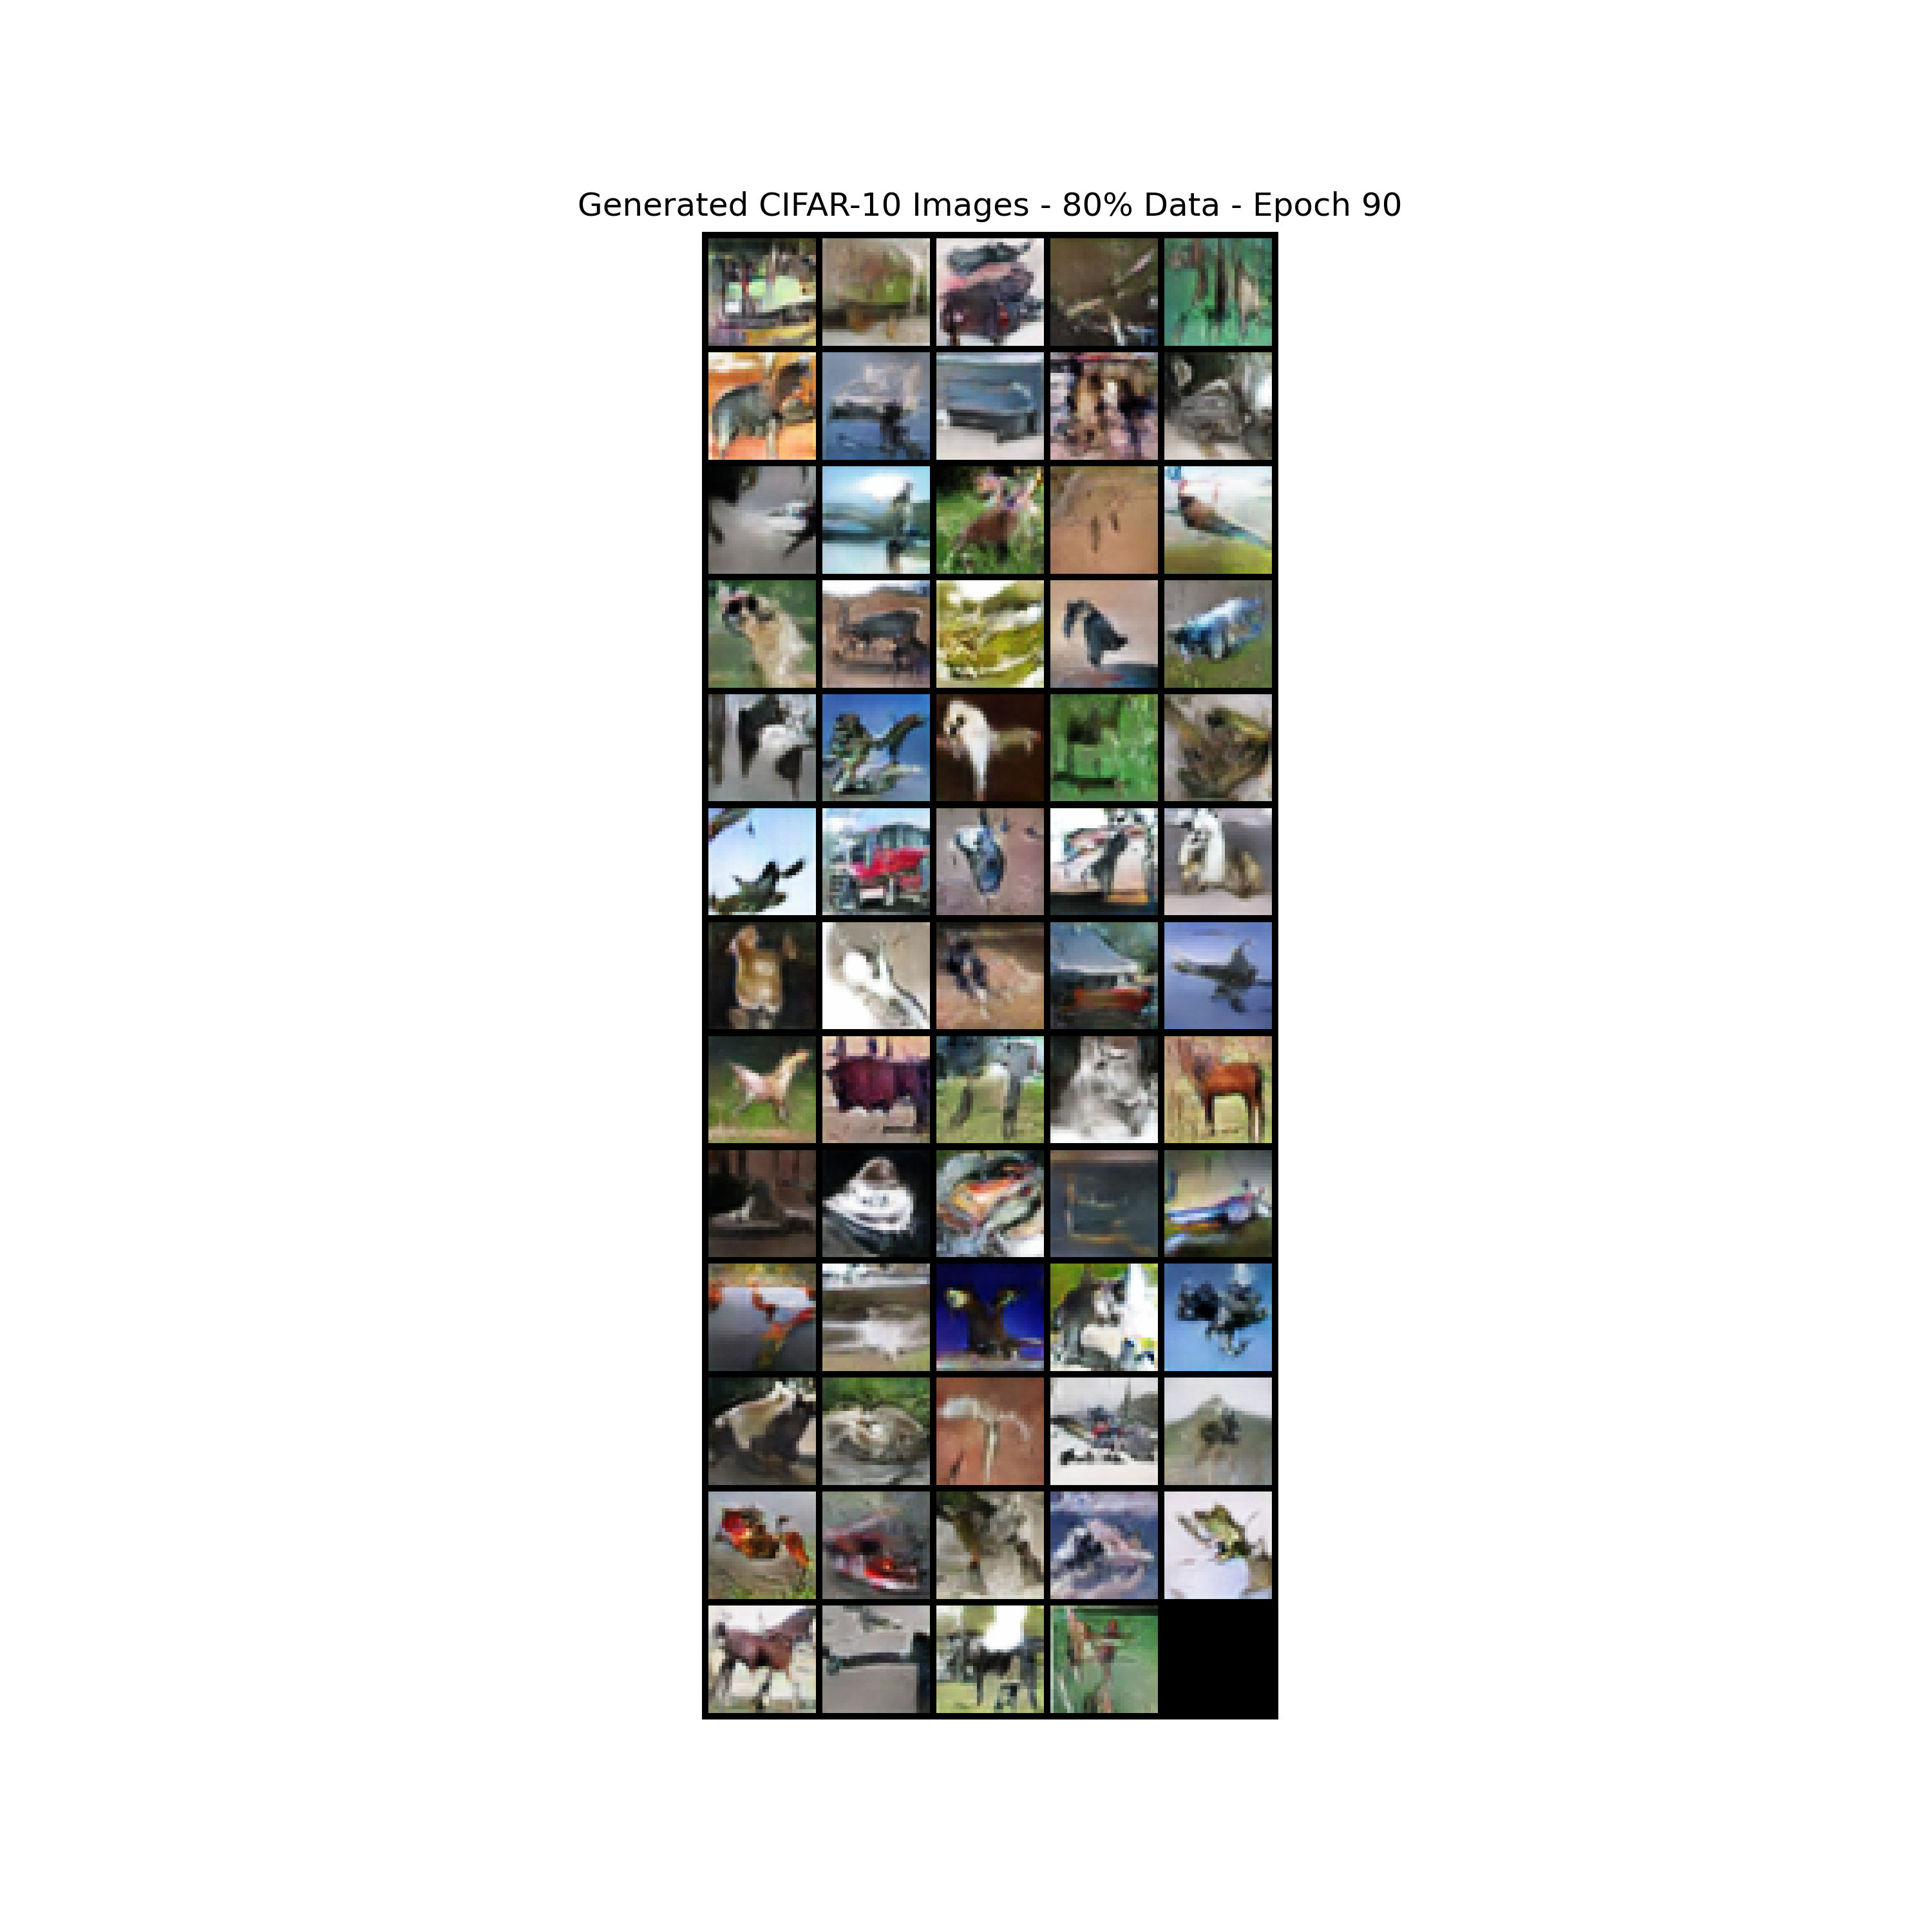 Generated CIFAR-10 Images - 80% Data - Epoch 90